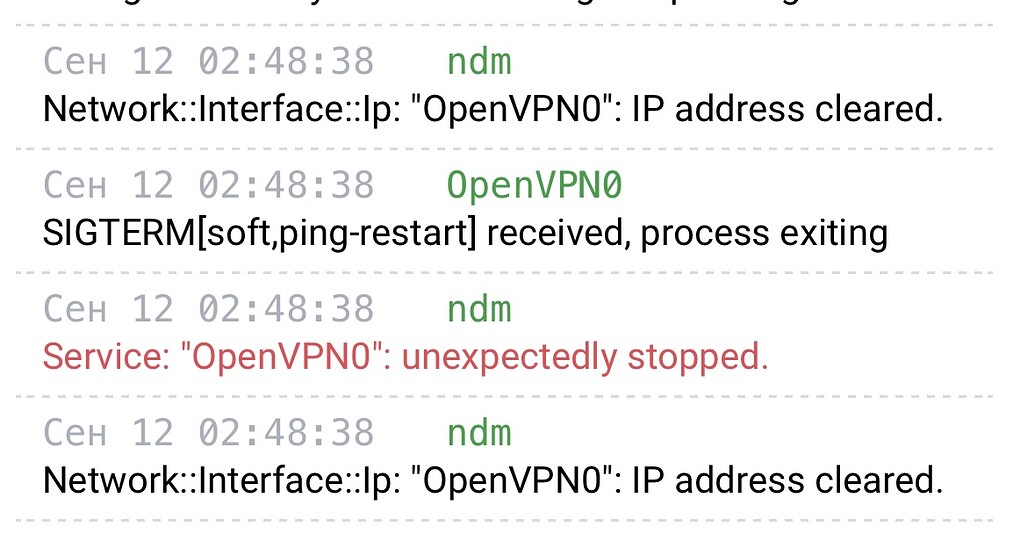 Сен 12 02:48:38 ndm
Network::Interface::Ip: "OpenVPN0": IP address cleared.
Сен 12 02:48:38 OpenVPN0
SIGTERM[soft,ping-restart] received, process exiting
Сен 12 02:48:38 ndm
Service: "OpenVPN0": unexpectedly stopped.
Сен 12 02:48:38 ndm
Network::Interface::Ip: "OpenVPN0": IP address cleared.